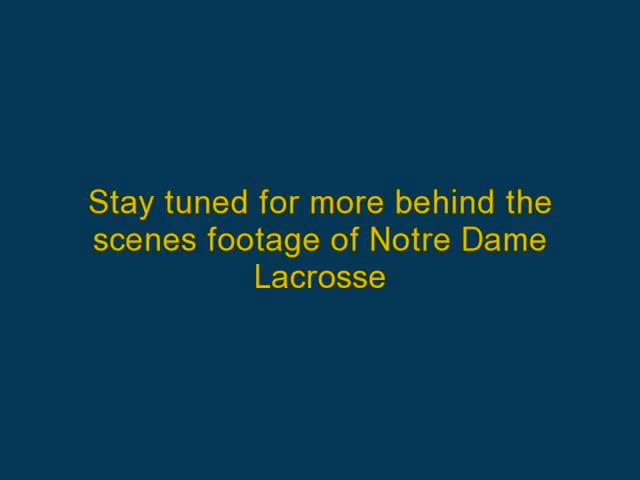 Stay tuned for more behind the
scenes footage of Notre Dame
Lacrosse